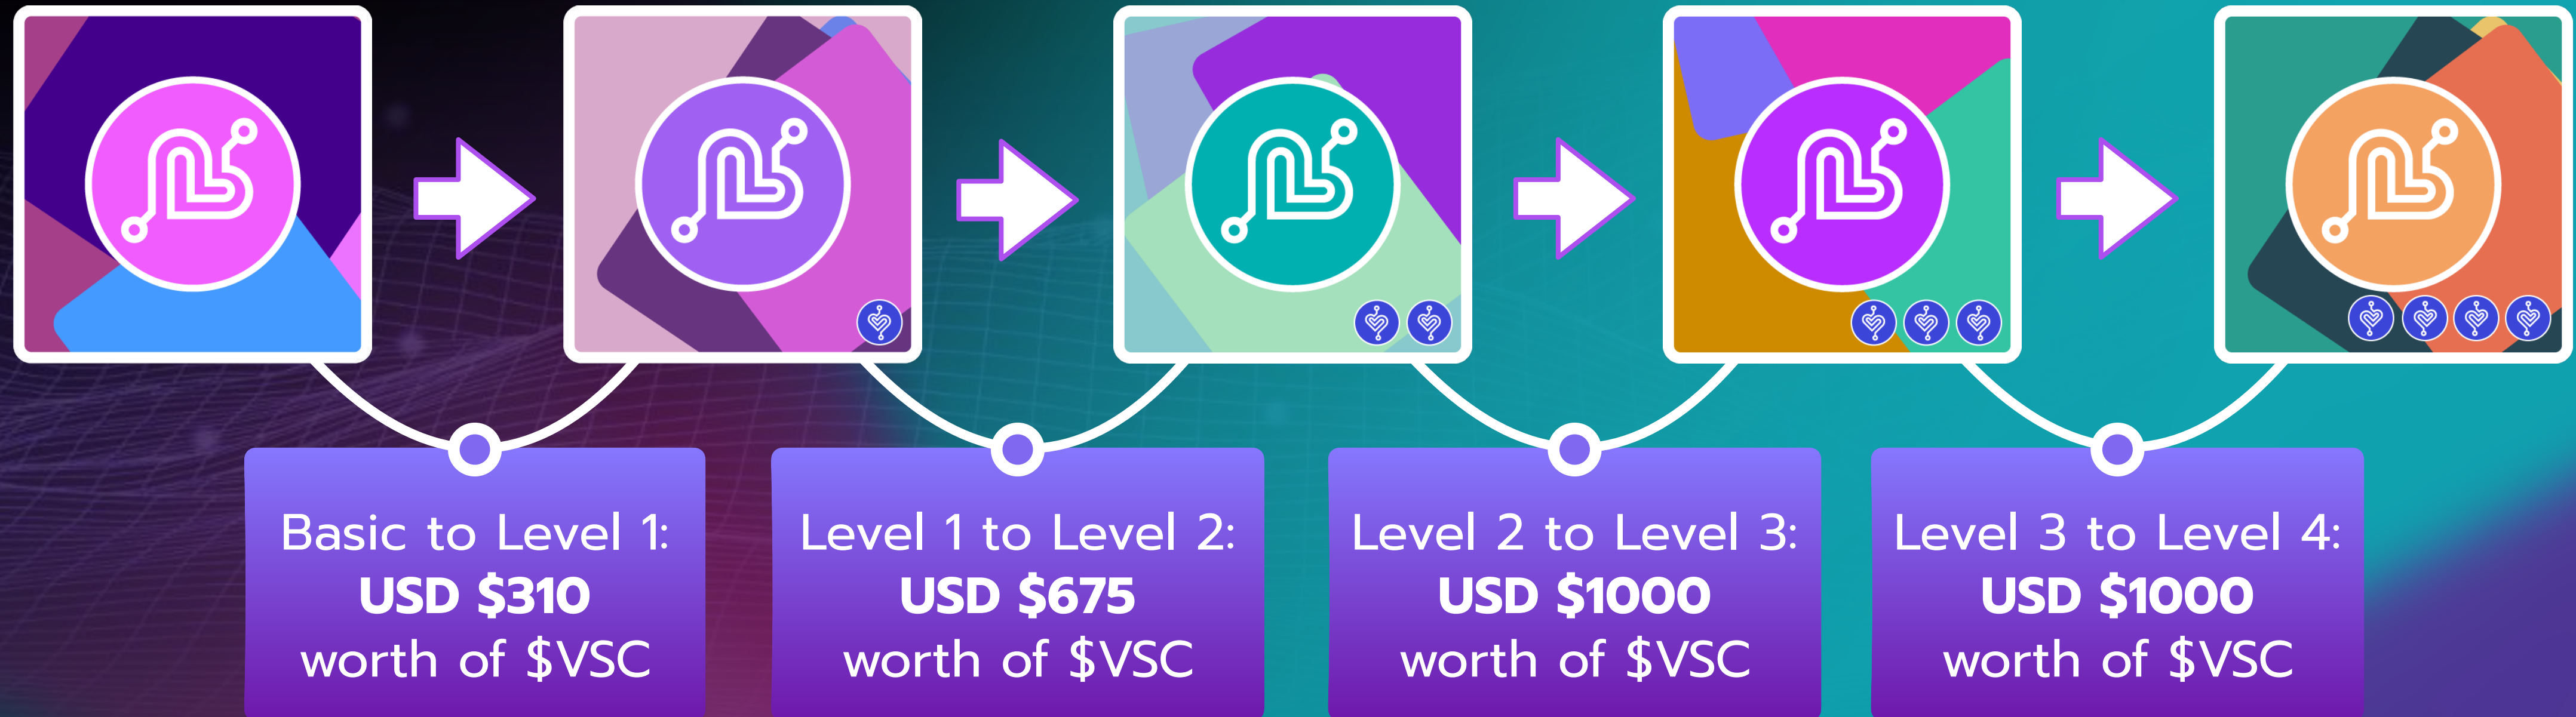 Basic to Level 1:
USD $310
worth of $VSC
Level 1 to Level 2:
USD $675
worth of $VSC
Level 2 to Level 3:
USD $1000
worth of $VSC
Level 3 to Level 4:
USD $1000
worth of $VSC